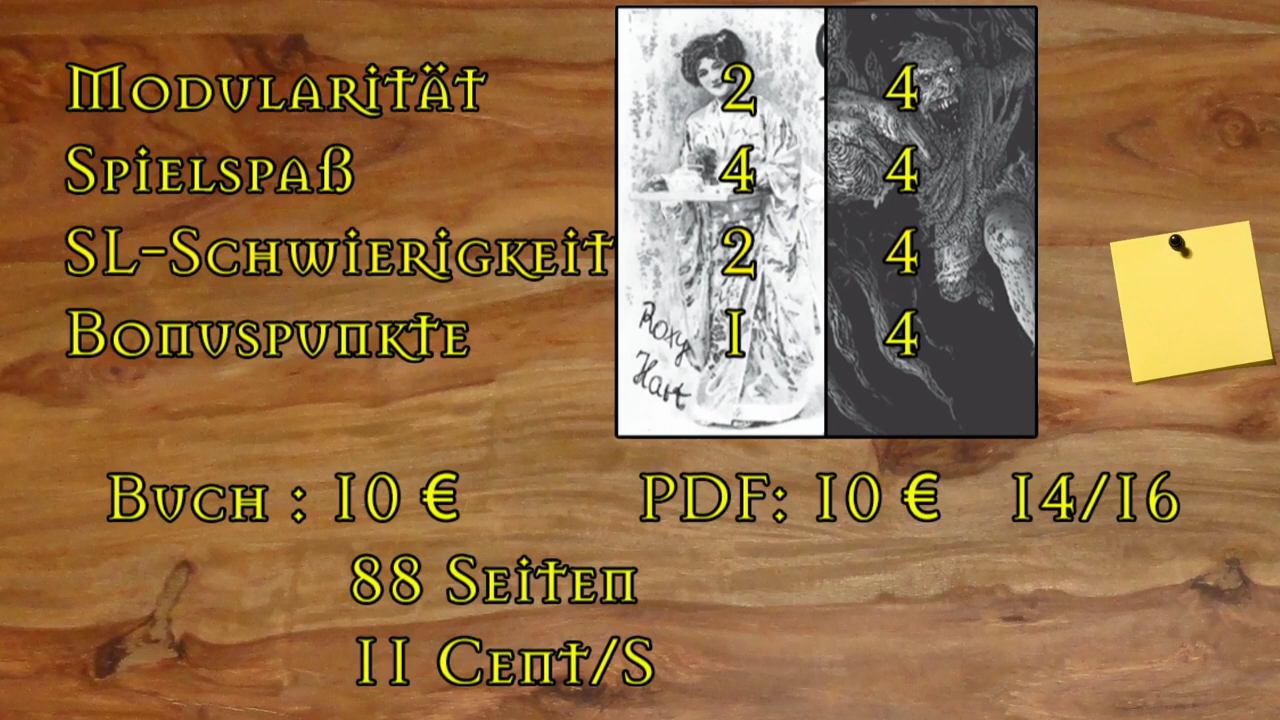 Modularität 2 4
Spielspaß 4 4
SL-Schwierigkeit 2 4
Bonuspunkte 1 4
Roxy
Hart
Buch : 10 € PDF: 10 € 14/16
88 Seiten
11 Cent/S